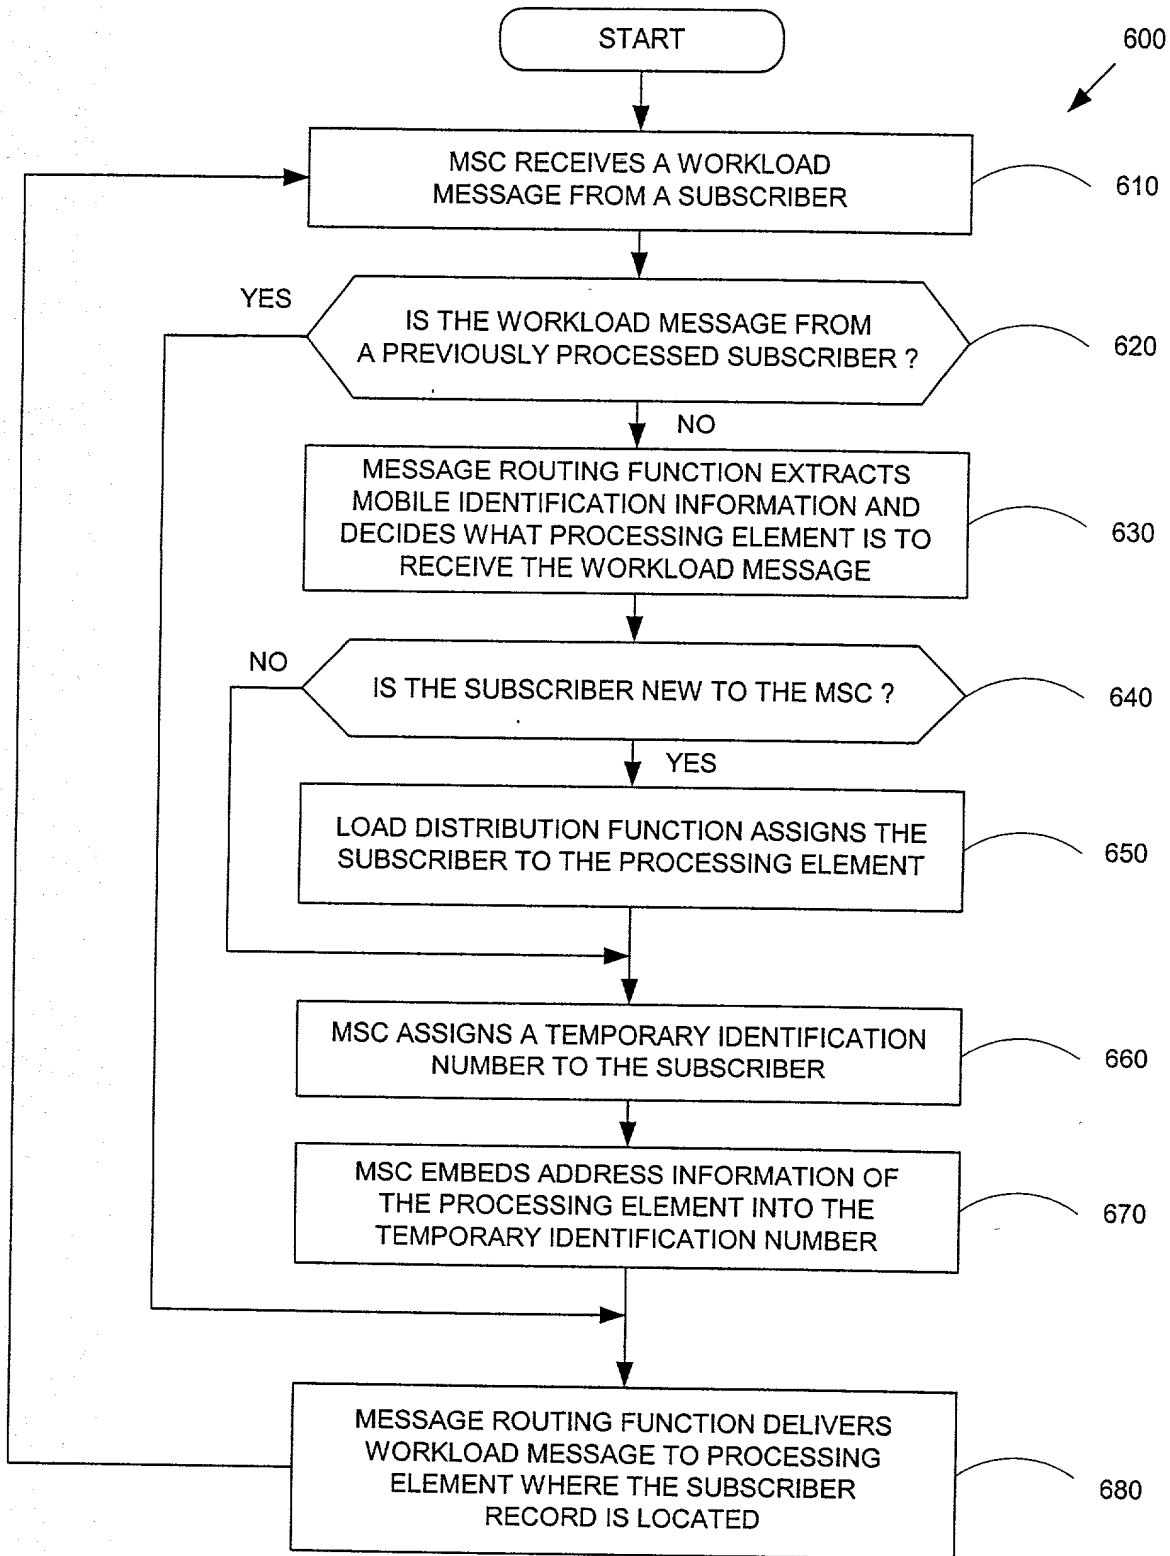 START
600
MSC RECEIVES A WORKLOAD
MESSAGE FROM A SUBSCRIBER
610
YES
IS THE WORKLOAD MESSAGE FROM
A PREVIOUSLY PROCESSED SUBSCRIBER ?
620
NO
MESSAGE ROUTING FUNCTION EXTRACTS
MOBILE IDENTIFICATION INFORMATION AND
DECIDES WHAT PROCESSING ELEMENT IS TO
RECEIVE THE WORKLOAD MESSAGE
630
NO
IS THE SUBSCRIBER NEW TO THE MSC ?
640
YES
LOAD DISTRIBUTION FUNCTION ASSIGNS THE
SUBSCRIBER TO THE PROCESSING ELEMENT
650
MSC ASSIGNS A TEMPORARY IDENTIFICATION
NUMBER TO THE SUBSCRIBER
660
MSC EMBEDS ADDRESS INFORMATION OF
THE PROCESSING ELEMENT INTO THE
TEMPORARY IDENTIFICATION NUMBER
670
MESSAGE ROUTING FUNCTION DELIVERS
WORKLOAD MESSAGE TO PROCESSING
ELEMENT WHERE THE SUBSCRIBER
RECORD IS LOCATED
680